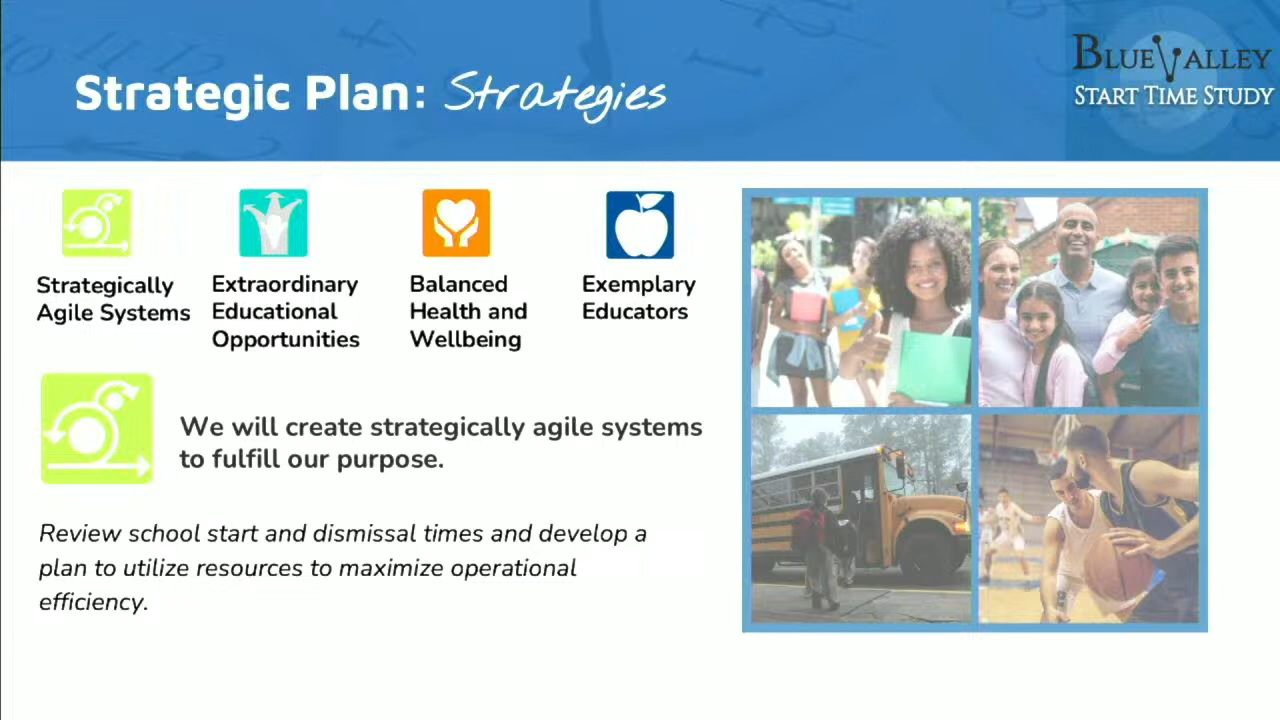 Strategic Plan: Strategies
BLUE VALLEY
START TIME STUDY
Strategically
Agile Systems
Extraordinary
Educational
Opportunities
Balanced
Health and
Wellbeing
Exemplary
Educators
We will create strategically agile systems
to fulfill our purpose.
Review school start and dismissal times and develop a
plan to utilize resources to maximize operational
efficiency.